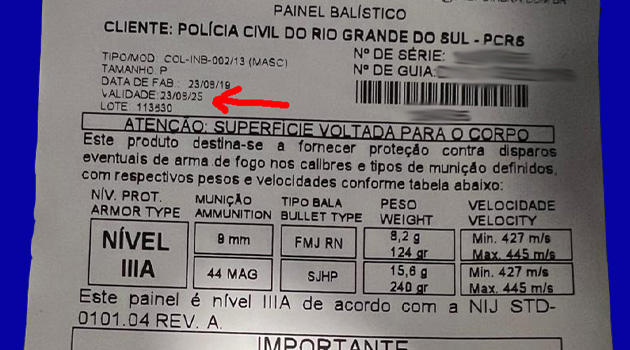 PAINEL BALÍSTICO
CLIENTE: POLÍCIA CIVIL DO RIO GRANDE DO SUL - PCRS
TIPO/MOD: COL-INB-002/13 (MASC)
TAMANHO: P
DATA DE FAB.: 23/08/19
VALIDADE: 23/08/25
LOTE: 113630
Nº DE SÉRIE:
Nº DE GUIA:
ATENÇÃO: SUPERFÍCIE VOLTADA PARA O CORPO
Este produto destina-se a fornecer proteção contra disparos
eventuais de arma de fogo nos calibres e tipos de munição definidos,
com respectivos pesos e velocidades conforme tabela abaixo:
NÍV. PROT. MUNIÇÃO TIPO BALA PESO VELOCIDADE
ARMOR TYPE AMMUNITION BULLET TYPE WEIGHT VELOCITY
NÍVEL IIIA
9 mm FMJ RN 8,2 g 124 gr Min. 427 m/s Max. 445 m/s
44 MAG SJHP 15,6 g 240 gr Min. 427 m/s Max. 445 m/s
Este painel é nível IIIA de acordo com a NIJ STD-
0101.04 REV. A.
IMPORTANTE